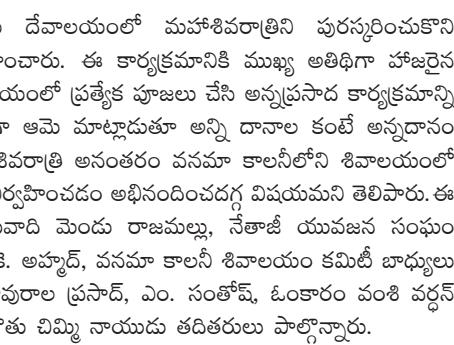 దేవాలయంలో మహాశివరాత్రిని పురస్కరించుకొని
ంచారు. ఈ కార్యక్రమానికి ముఖ్య అతిథిగా హాజరైన
యంలో ప్రత్యేక పూజలు చేసి అన్నప్రసాద కార్యక్రమాన్ని
ఆమె మాట్లాడుతూ అన్ని దానాల కంటే అన్నదానం
శివరాత్రి అనంతరం వనమా కాలనీలోని శివాలయంలో
ర్వహించడం అభినందించదగ్గ విషయమని తెలిపారు.ఈ
వాది మెండు రాజమల్లు, నేతాజీ యువజన సంఘం
కె. అహ్మద్, వనమా కాలనీ శివాలయం కమిటీ బాధ్యులు
వురాల ప్రసాద్, ఎం. సంతోష్, ఓంకారం వంశి వర్ధన్
తు చిమ్మి నాయుడు తదితరులు పాల్గొన్నారు.